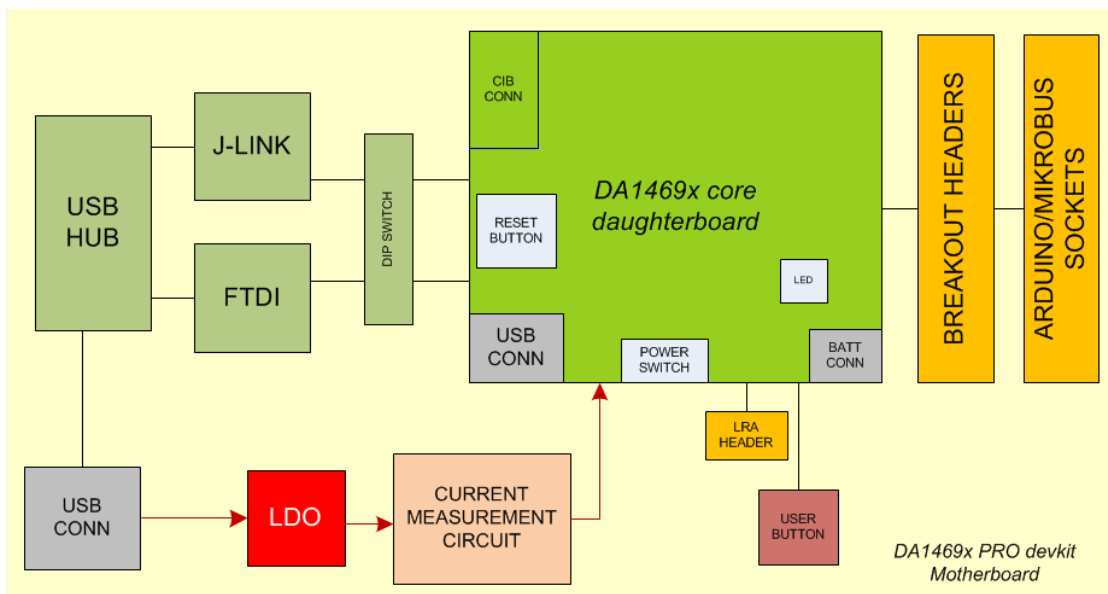 CIB
CONN
J-LINK
USB
HUB
DIP SWITCH
DA1469x core
daughterboard
RESET
BUTTON
FTDI
LED
USB
CONN
POWER
SWITCH
BATT
CONN
BREAKOUT HEADERS
ARDUINO/MIKROBUS
SOCKETS
LRA
HEADER
USB
CONN
LDO
CURRENT
MEASUREMENT
CIRCUIT
USER
BUTTON
DA1469x PRO devkit
Motherboard